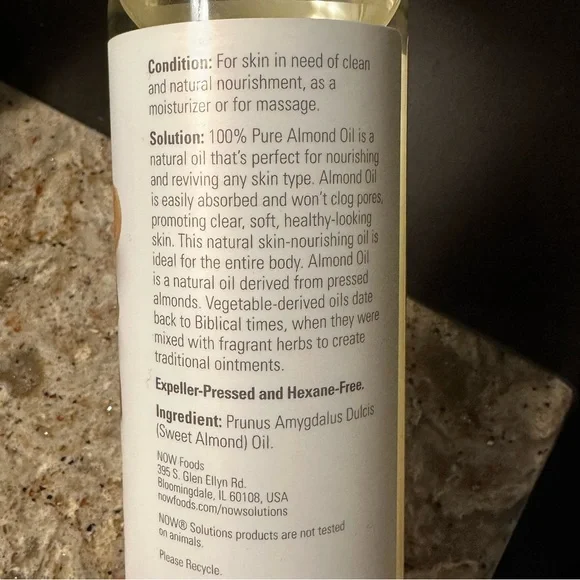 Condition: For skin in need of clean
and natural nourishment, as a
moisturizer or for massage.
Solution: 100% Pure Almond Oil is a
natural oil that's perfect for nourishing
and reviving any skin type. Almond Oil
is easily absorbed and won't clog pores,
promoting clear, soft, healthy-looking
skin. This natural skin-nourishing oil is
ideal for the entire body. Almond Oil
is a natural oil derived from pressed
almonds. Vegetable-derived oils date
back to Biblical times, when they were
mixed with fragrant herbs to create
traditional ointments.
Expeller-Pressed and Hexane-Free.
Ingredient: Prunus Amygdalus Dulcis
(Sweet Almond) Oil.
NOW Foods
395 S. Glen Ellyn Rd.
Bloomingdale, IL 60108, USA
nowfoods.com/nowsolutions
NOW® Solutions products are not tested
on animals.
Please Recycle.